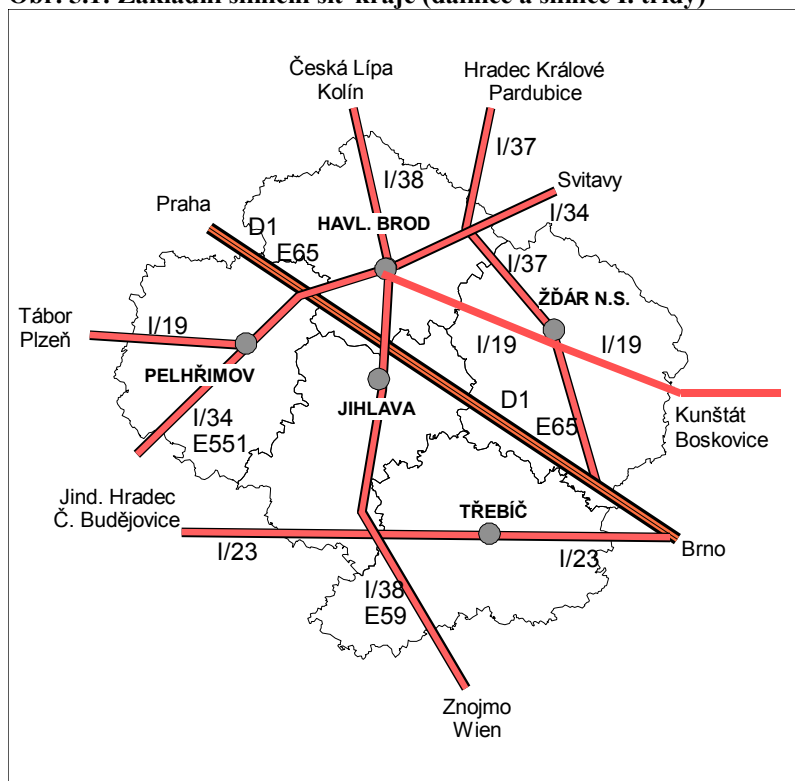 Obr. 3.1: Základní silniční síť kraje (dálnice a silnice I. třídy)
Česká Lípa
Kolín
Hradec Králové
Pardubice
I/37
I/38
Svitavy
Praha
I/34
D1
HAVL. BROD
E65
I/37
ŽĎÁR N.S.
Tábor
Plzeň
I/19
I/19
I/19
PELHŘIMOV
JIHLAVA
D1
I/34
E551
E65
Kunštát
Boskovice
Jind. Hradec
Č. Budějovice
TŘEBÍČ
I/23
I/23
Brno
I/38
E59
Znojmo
Wien